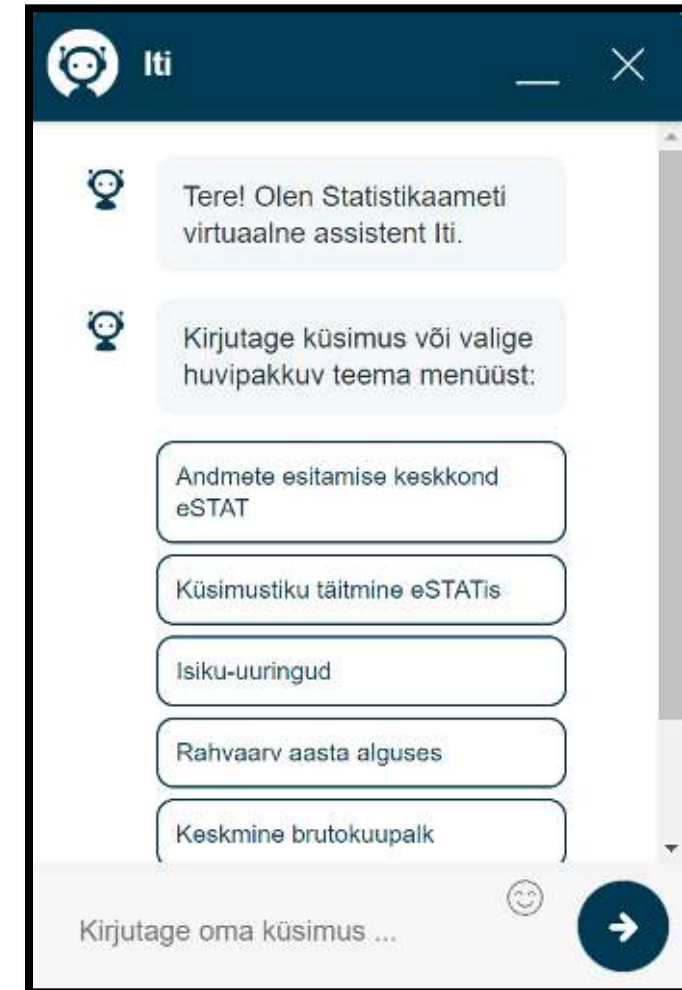 Iti
Tere! Olen Statistikaameti
virtuaalne assistent Iti.
Kirjutage küsimus või valige
huvipakkuv teema menüüst:
Andmete esitamise keskkond
eSTAT
Küsimustiku täitmine eSTATis
Isiku-uuringud
Rahvaarv aasta alguses
Keskmine brutokuupalk
Kirjutage oma küsimus ...